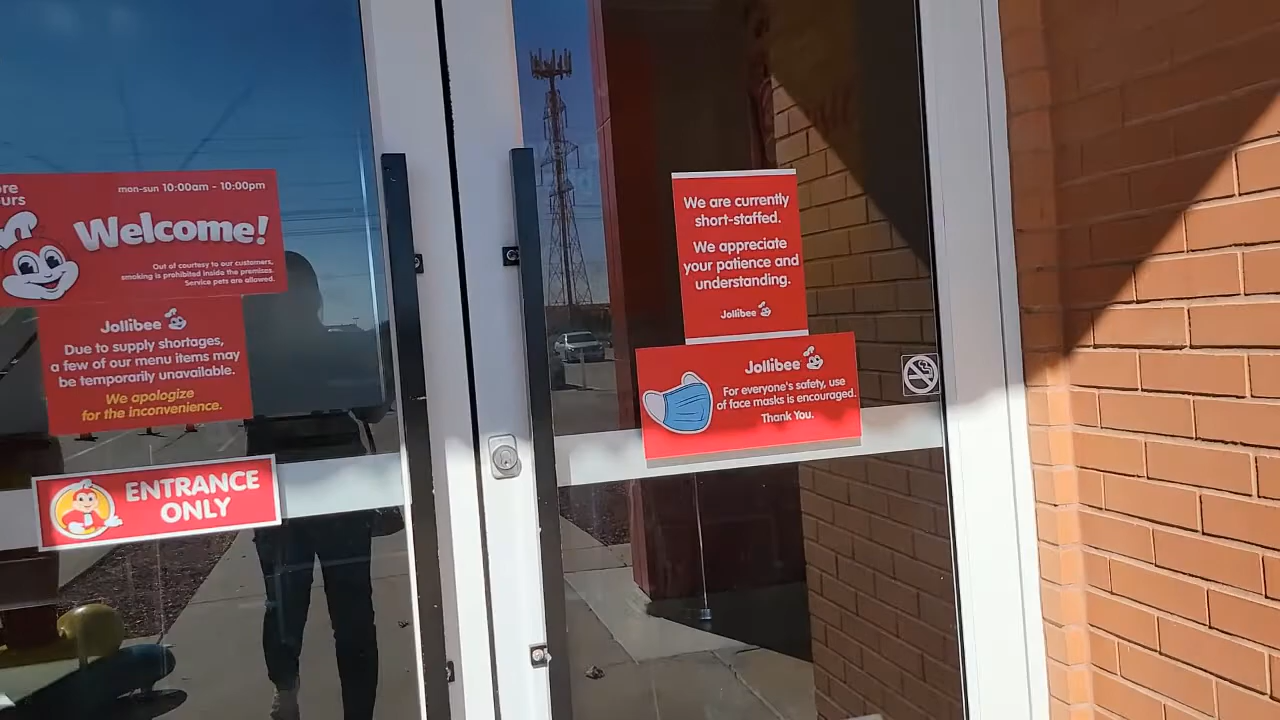 mon-sun 10:00am - 10:00pm
Welcome!
Out of courtesy to our customers,
smoking is prohibited inside the premises.
Service pets are allowed.
Jollibee
Due to supply shortages,
a few of our menu items may
be temporarily unavailable.
We apologize
for the inconvenience.
ENTRANCE
ONLY
We are currently
short-staffed.
We appreciate
your patience and
understanding.
Jollibee
Jollibee
For everyone's safety, use
of face masks is encouraged.
Thank You.